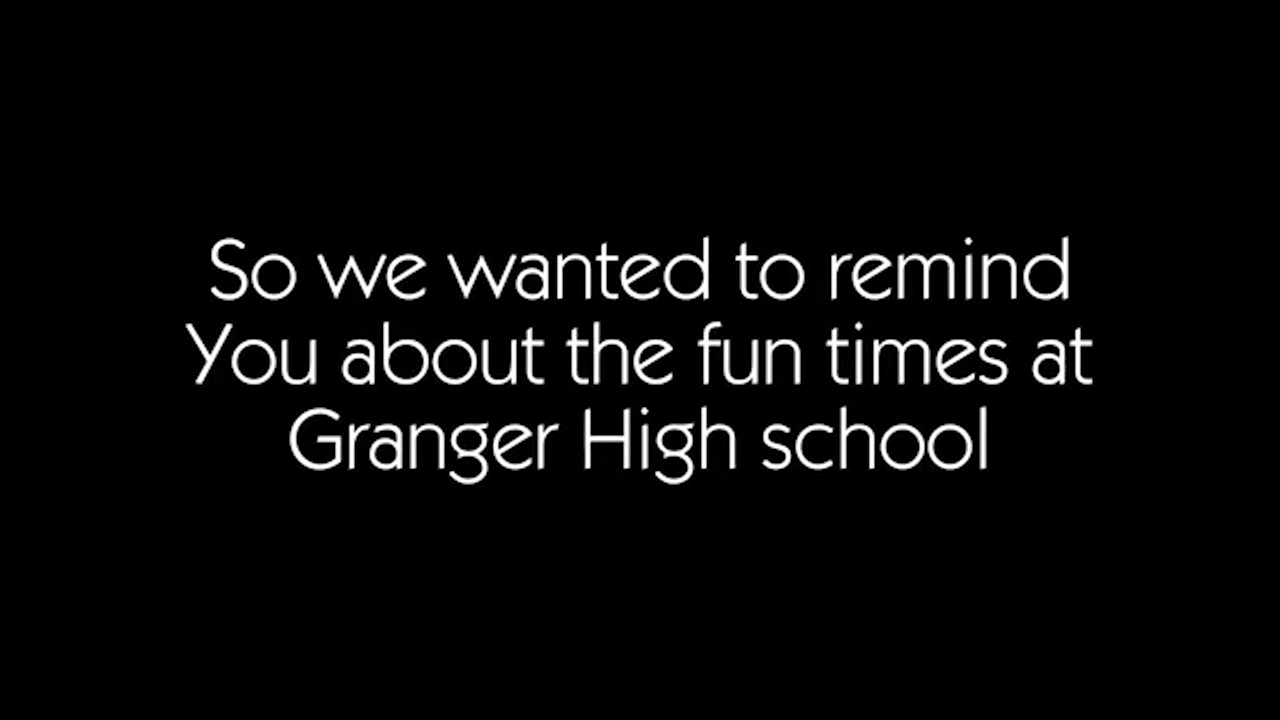 So we wanted to remind
You about the fun times at
Granger High school